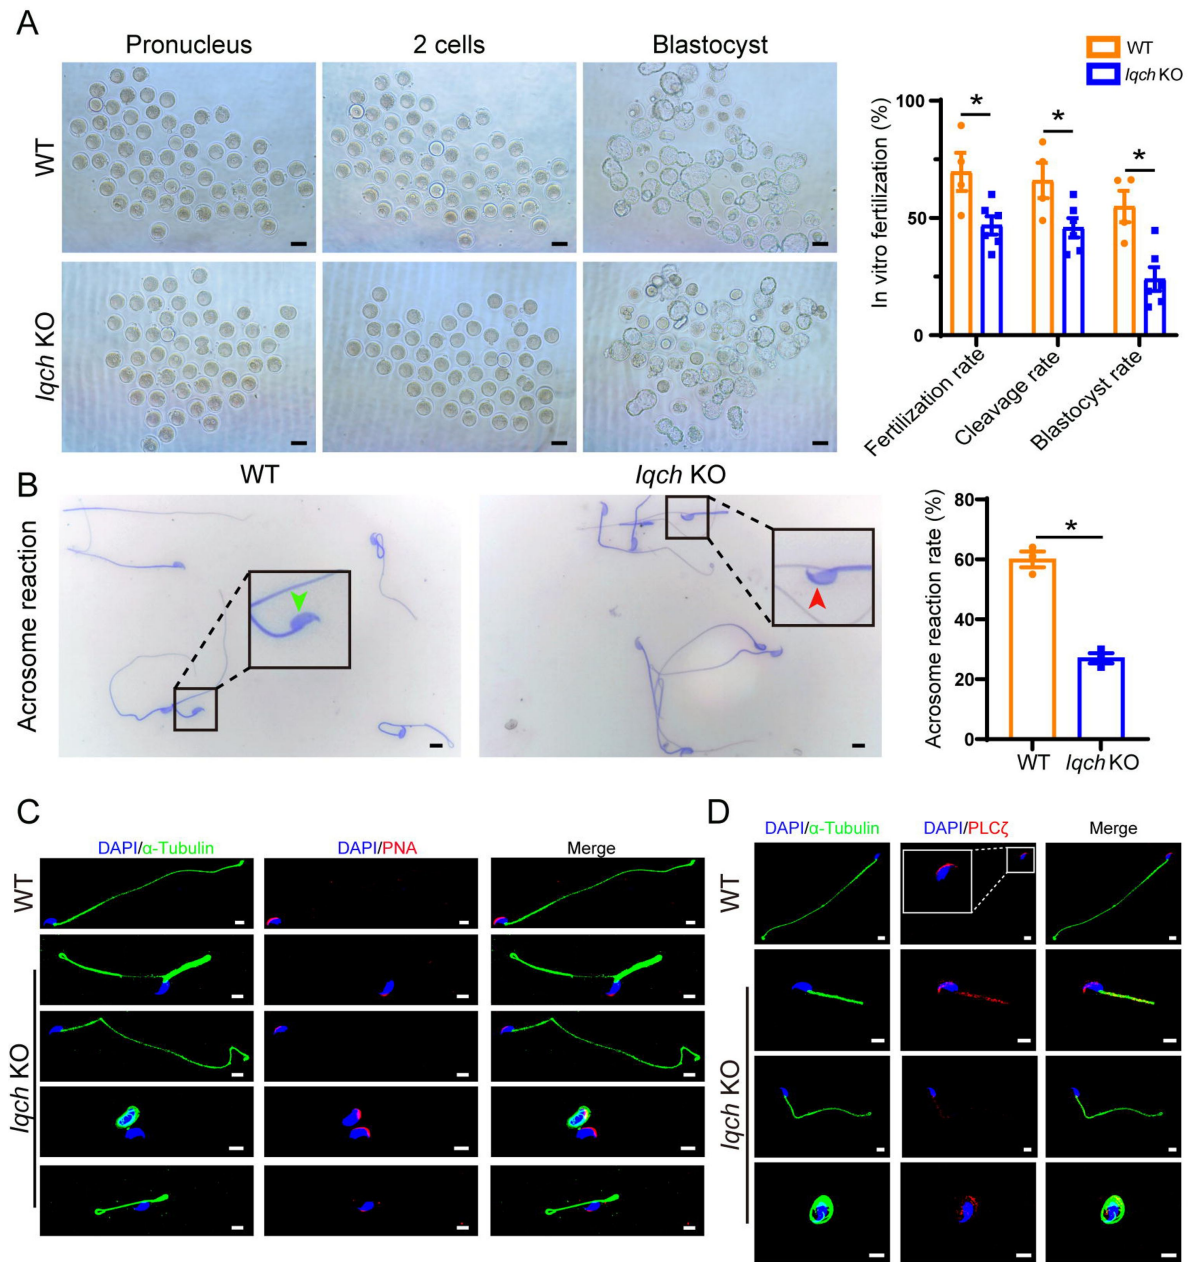 A
Pronucleus
2 cells
Blastocyst
WT
Iqch KO
WT
Iqch KO
In vitro fertilization (%)
100
50
0
*
*
*
Fertilization rate
Cleavage rate
Blastocyst rate
B
WT
Iqch KO
Acrosome reaction
Acrosome reaction rate (%)
80
60
40
20
0
*
WT
Iqch KO
C
DAPI/α-Tubulin
DAPI/PNA
Merge
WT
Iqch KO
D
DAPI/α-Tubulin
DAPI/PLCζ
Merge
WT
Iqch KO